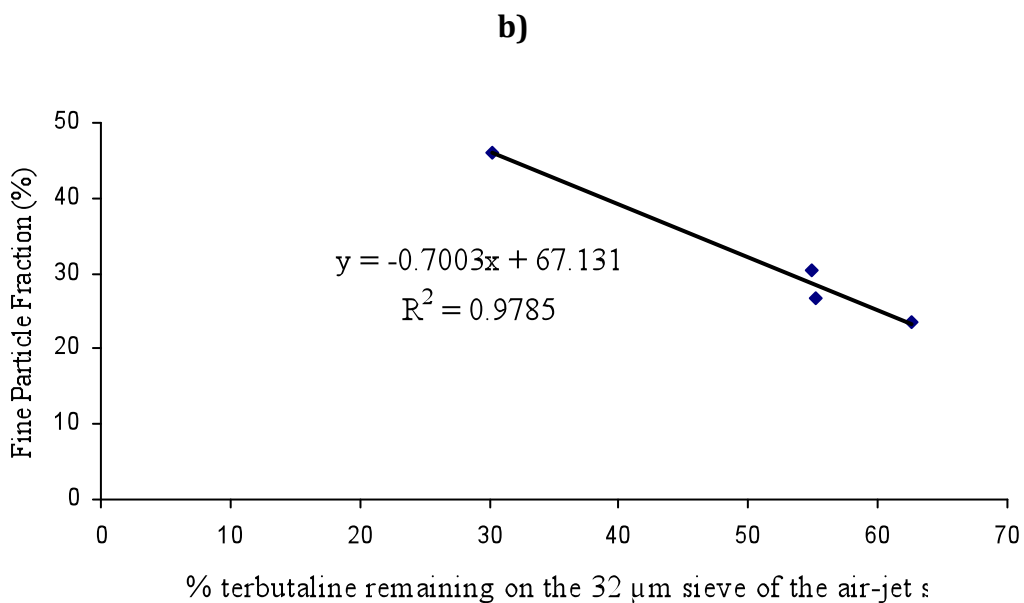 b)
50
40
30
20
10
0
Fine Particle Fraction (%)
y = -0.7003x + 67.131
R² = 0.9785
0 10 20 30 40 50 60 70
% terbutaline remaining on the 32 µm sieve of the air-jet s